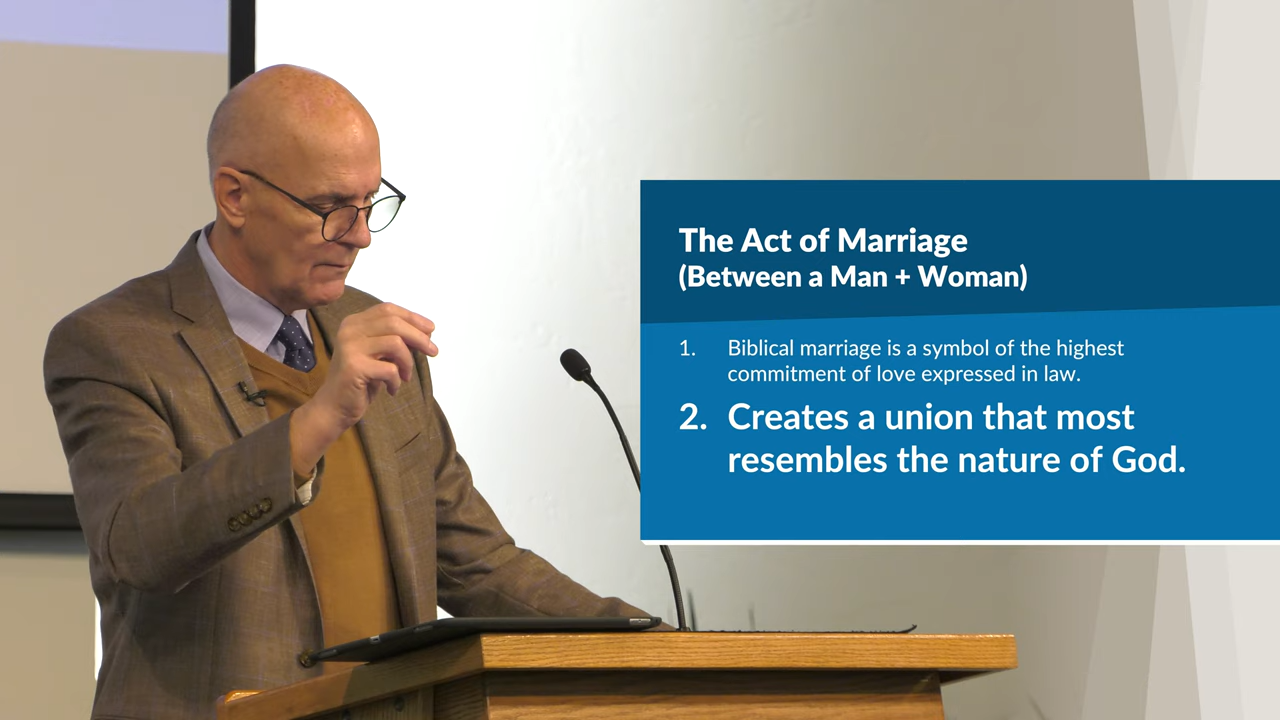 The Act of Marriage
(Between a Man + Woman)
1. Biblical marriage is a symbol of the highest
commitment of love expressed in law.
2. Creates a union that most
resembles the nature of God.